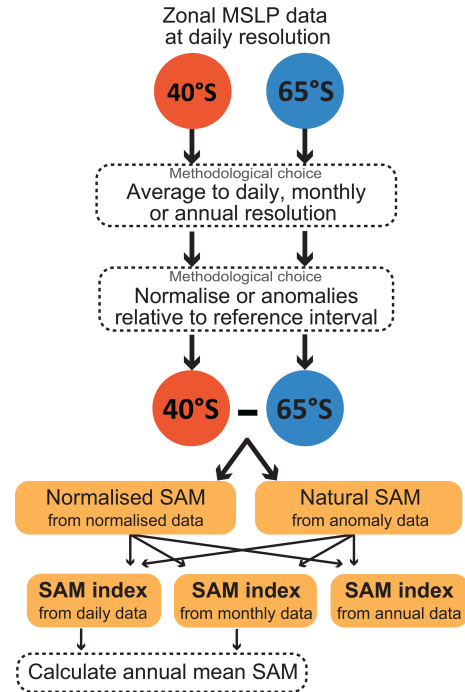 Zonal MSLP data
at daily resolution
40°S 65°S
Methodological choice
Average to daily, monthly
or annual resolution
Methodological choice
Normalise or anomalies
relative to reference interval
40°S - 65°S
Normalised SAM Natural SAM
from normalised data from anomaly data
SAM index SAM index SAM index
from daily data from monthly data from annual data
Calculate annual mean SAM